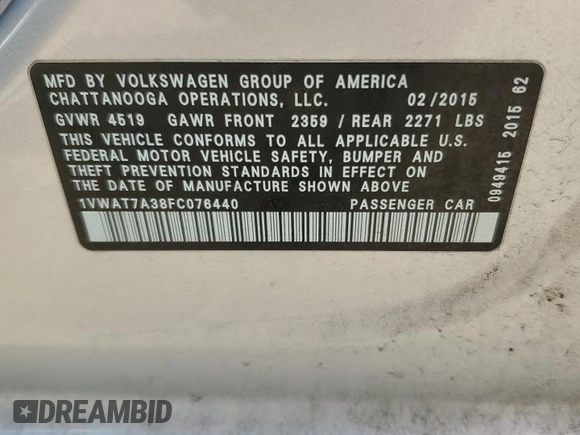 MFD BY VOLKSWAGEN GROUP OF AMERICA
CHATTANOOGA OPERATIONS, LLC. 02/2015
GVWR 4519 GAWR FRONT 2359 / REAR 2271 LBS
THIS VEHICLE CONFORMS TO ALL APPLICABLE U.S.
FEDERAL MOTOR VEHICLE SAFETY, BUMPER AND
THEFT PREVENTION STANDARDS IN EFFECT ON
THE DATE OF MANUFACTURE SHOWN ABOVE
1VWAT7A38FC076440 PASSENGER CAR
0949415 2015 62
DREAMBID